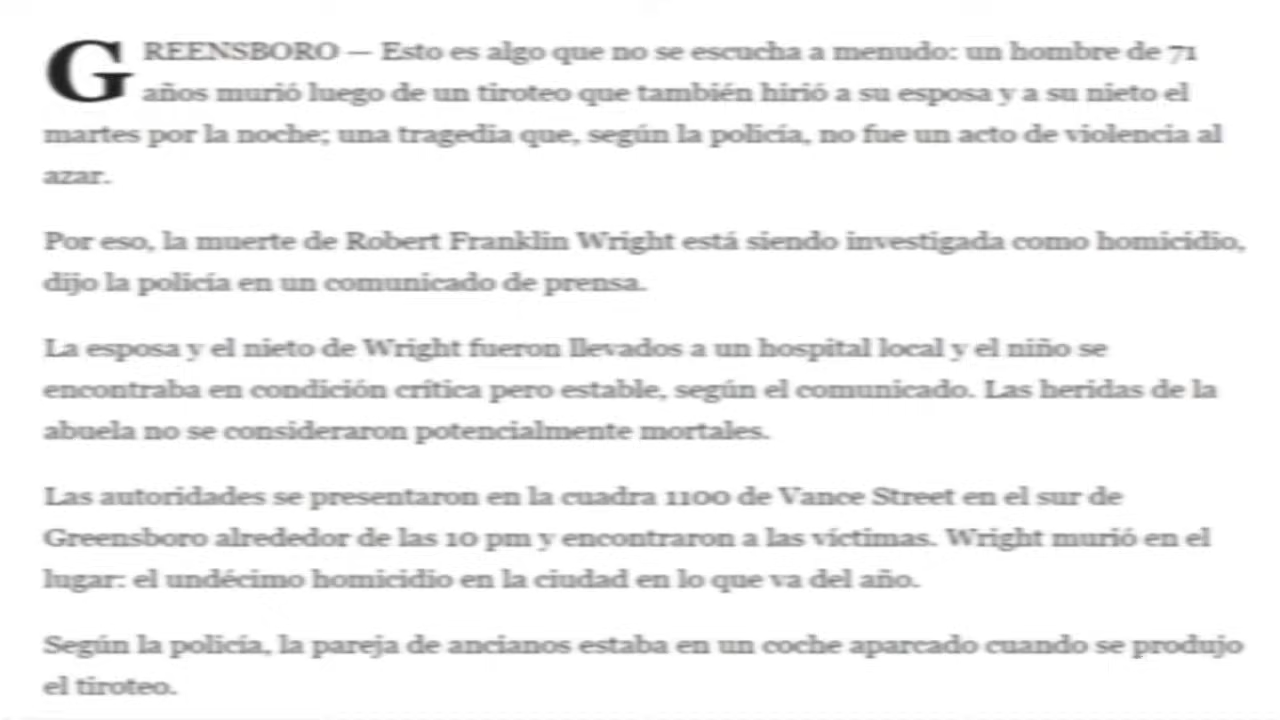 GREENSBORO — Esto es algo que no se escucha a menudo: un hombre de 71
años murió luego de un tiroteo que también hirió a su esposa y a su nieto el
martes por la noche; una tragedia que, según la policía, no fue un acto de violencia al
azar.
Por eso, la muerte de Robert Franklin Wright está siendo investigada como homicidio,
dijo la policía en un comunicado de prensa.
La esposa y el nieto de Wright fueron llevados a un hospital local y el niño se
encontraba en condición crítica pero estable, según el comunicado. Las heridas de la
abuela no se consideraron potencialmente mortales.
Las autoridades se presentaron en la cuadra 1100 de Vance Street en el sur de
Greensboro alrededor de las 10 pm y encontraron a las víctimas. Wright murió en el
lugar: el undécimo homicidio en la ciudad en lo que va del año.
Según la policía, la pareja de ancianos estaba en un coche aparcado cuando se produjo
el tiroteo.